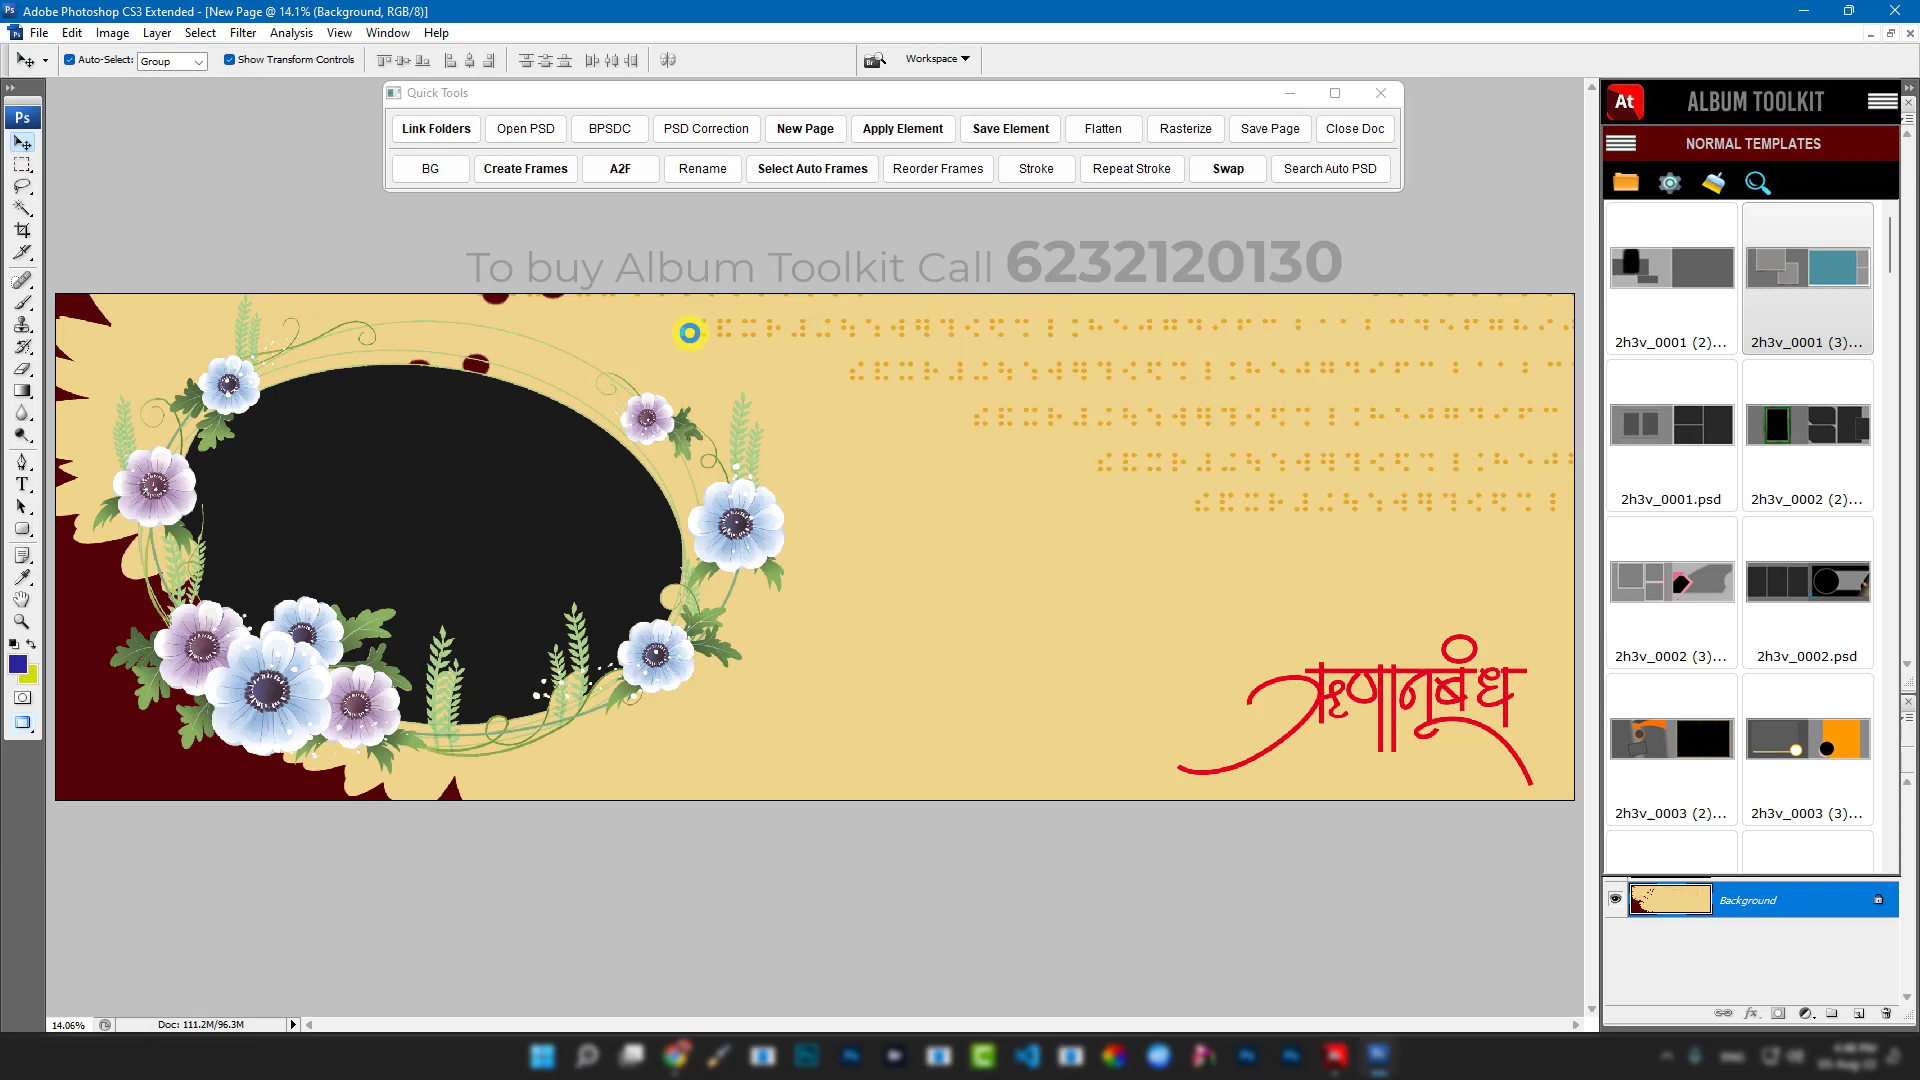 Adobe Photoshop CS3 Extended - [New Page @ 14.1% (Background, RGB/8)]
File Edit Image Layer Select Filter Analysis View Window Help
Auto-Select: Group Show Transform Controls Workspace
Quick Tools
Link Folders Open PSD BPSDC PSD Correction New Page Apply Element Save Element Flatten Rasterize Save Page Close Doc
BG Create Frames A2F Rename Select Auto Frames Reorder Frames Stroke Repeat Stroke Swap Search Auto PSD
To buy Album Toolkit Call 6232120130
ऋणानुबंध
At ALBUM TOOLKIT
NORMAL TEMPLATES
2h3v_0001 (2)... 2h3v_0001 (3)...
2h3v_0001.psd 2h3v_0002 (2)...
2h3v_0002 (3)... 2h3v_0002.psd
2h3v_0003 (2)... 2h3v_0003 (3)...
Background
14.06% Doc: 111.2M/96.3M
4:46 PM